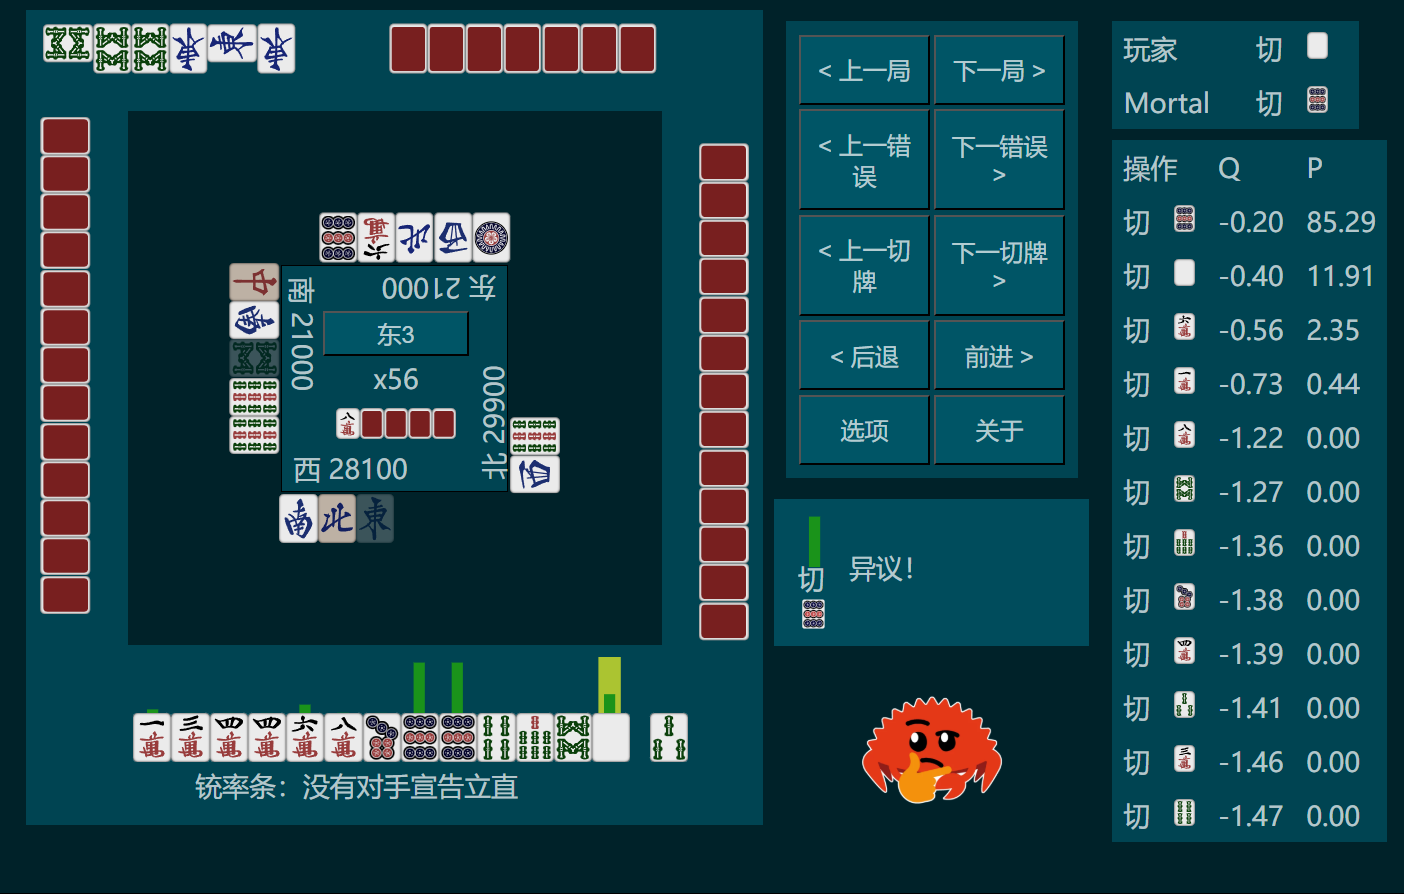 东 21000
南 21000
东3
x56
北 29900
西 28100
铳率条：没有对手宣告立直
< 上一局
下一局 >
< 上一错误
下一错误 >
< 上一切牌
下一切牌 >
< 后退
前进 >
选项
关于
切
异议！
玩家 切
Mortal 切
操作 Q P
切 -0.20 85.29
切 -0.40 11.91
切 -0.56 2.35
切 -0.73 0.44
切 -1.22 0.00
切 -1.27 0.00
切 -1.36 0.00
切 -1.38 0.00
切 -1.39 0.00
切 -1.41 0.00
切 -1.46 0.00
切 -1.47 0.00